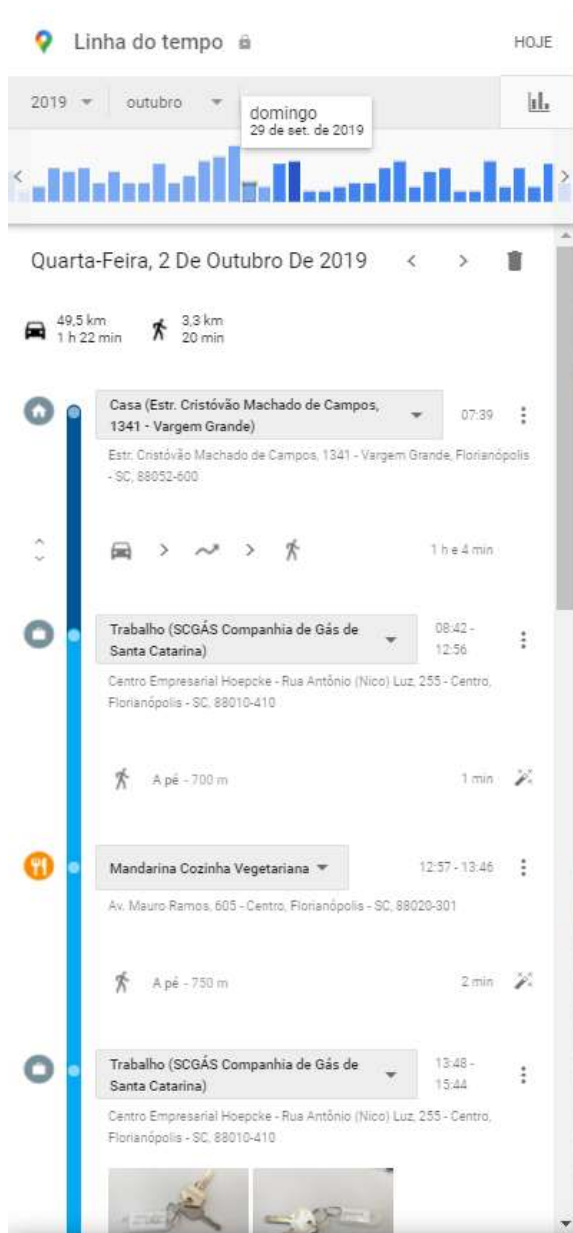 Linha do tempo
HOJE
2019
outubro
domingo
29 de set. de 2019
Quarta-Feira, 2 De Outubro De 2019
49,5 km
1 h 22 min
3,3 km
20 min
Casa (Estr. Cristóvão Machado de Campos,
1341 - Vargem Grande)
07:39
Estr. Cristóvão Machado de Campos, 1341 - Vargem Grande, Florianópolis
- SC, 88052-600
1 h e 4 min
Trabalho (SCGÁS Companhia de Gás de
Santa Catarina)
08:42 -
12:56
Centro Empresarial Hoepcke - Rua Antônio (Nico) Luz, 255 - Centro,
Florianópolis - SC, 88010-410
A pé - 700 m
1 min
Mandarina Cozinha Vegetariana
12:57 - 13:46
Av. Mauro Ramos, 605 - Centro, Florianópolis - SC, 88020-301
A pé - 750 m
2 min
Trabalho (SCGÁS Companhia de Gás de
Santa Catarina)
13:48 -
15:44
Centro Empresarial Hoepcke - Rua Antônio (Nico) Luz, 255 - Centro,
Florianópolis - SC, 88010-410